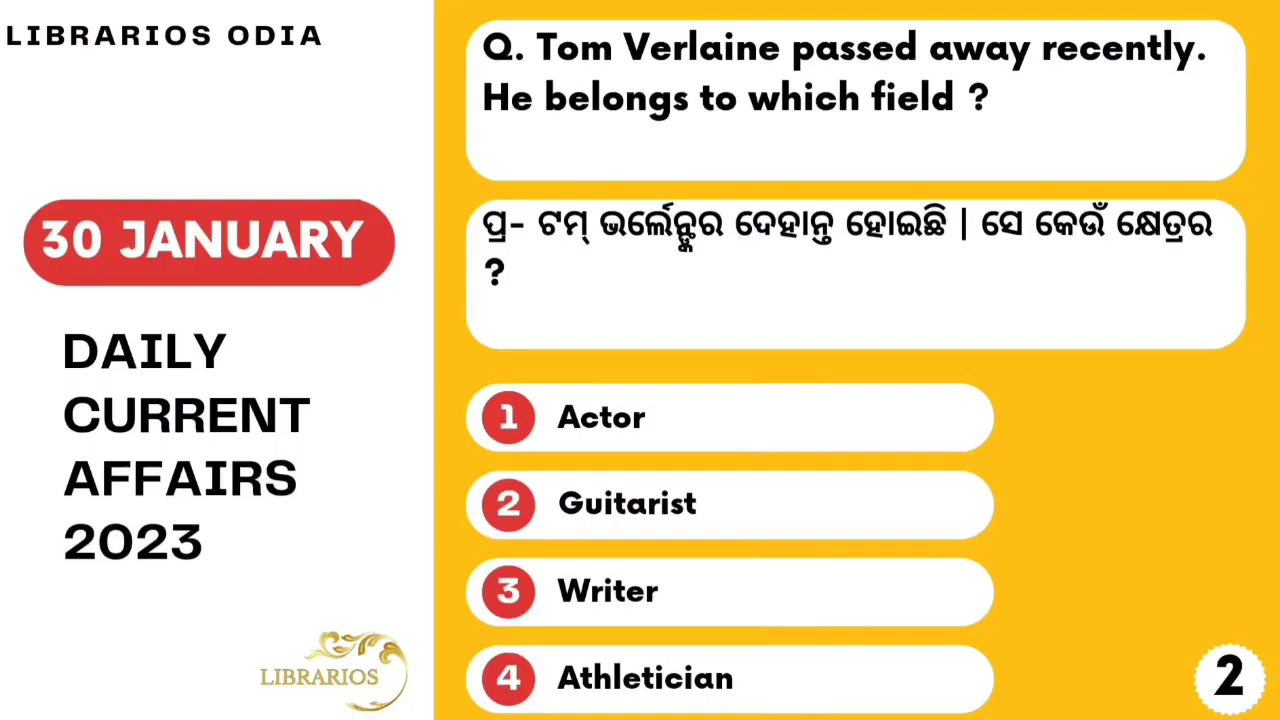 LIBRARIOS ODIA
30 JANUARY
DAILY
CURRENT
AFFAIRS
2023
LIBRARIOS
Q. Tom Verlaine passed away recently.
He belongs to which field ?
ପ୍ର- ଟମ୍ ଭର୍ଲେନ୍ଙ୍କର ଦେହାନ୍ତ ହୋଇଛି | ସେ କେଉଁ କ୍ଷେତ୍ରର
?
1 Actor
2 Guitarist
3 Writer
4 Athletician
2